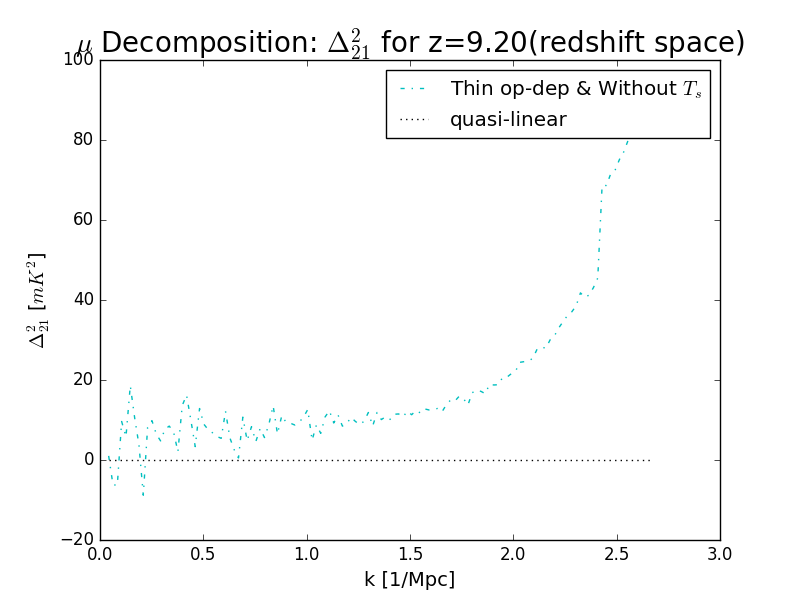 μ Decomposition: Δ²₂₁ for z=9.20(redshift space)
100
80
60
40
20
0
−20
Δ²₂₁ [mK²]
Thin op-dep & Without Tₛ
quasi-linear
0.0 0.5 1.0 1.5 2.0 2.5 3.0
k [1/Mpc]